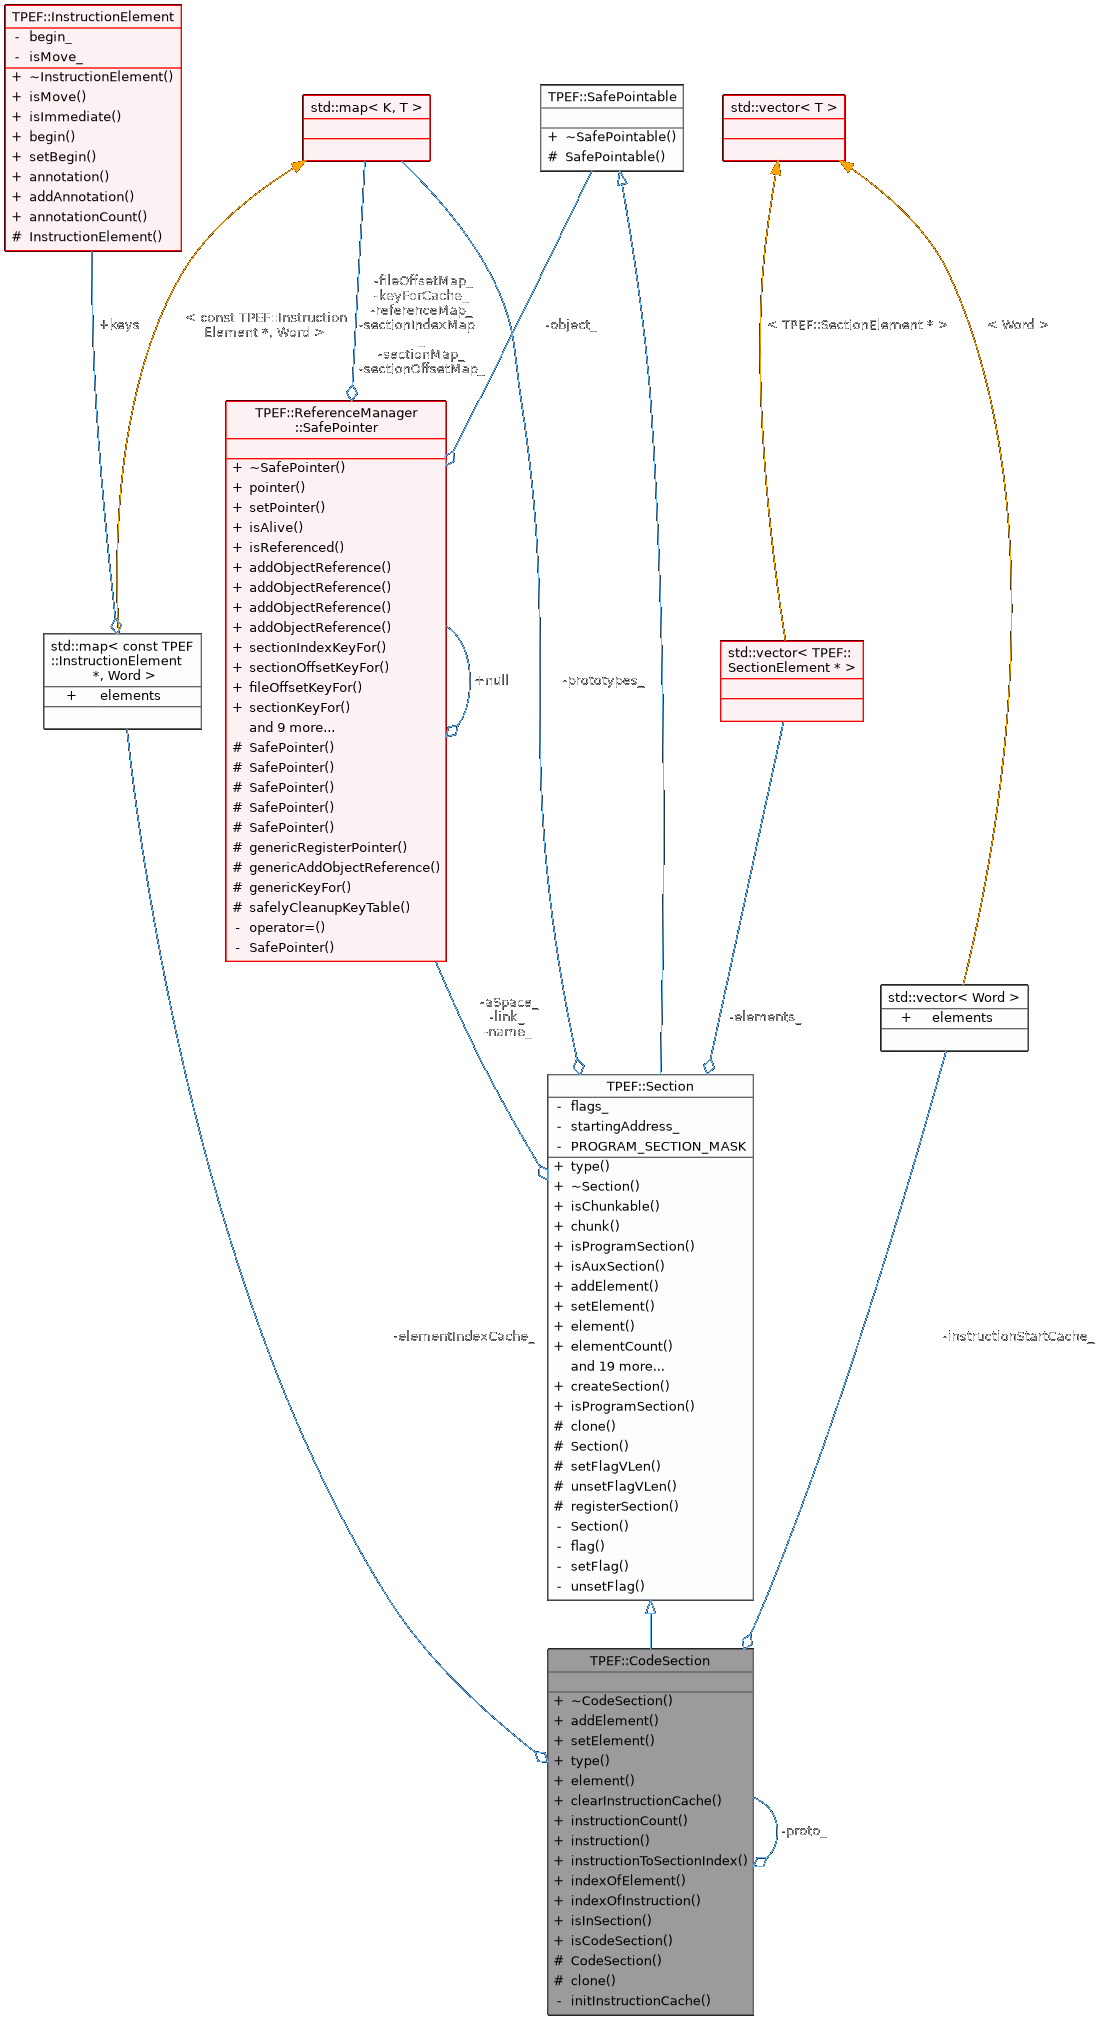 TPEF::InstructionElement
- begin_
- isMove_
+ ~InstructionElement()
+ isMove()
+ isImmediate()
+ begin()
+ setBegin()
+ annotation()
+ addAnnotation()
+ annotationCount()
# InstructionElement()
std::map< K, T >
TPEF::SafePointable
+ ~SafePointable()
# SafePointable()
std::vector< T >
+keys
< const TPEF::Instruction
Element *, Word >
-fileOffsetMap_
-keyForCache_
-referenceMap_
-sectionIndexMap
_
-sectionMap_
-sectionOffsetMap_
-object_
< TPEF::SectionElement * >
< Word >
TPEF::ReferenceManager
::SafePointer
+ ~SafePointer()
+ pointer()
+ setPointer()
+ isAlive()
+ isReferenced()
+ addObjectReference()
+ addObjectReference()
+ addObjectReference()
+ addObjectReference()
+ sectionIndexKeyFor()
+ sectionOffsetKeyFor()
+ fileOffsetKeyFor()
+ sectionKeyFor()
and 9 more...
# SafePointer()
# SafePointer()
# SafePointer()
# SafePointer()
# SafePointer()
# genericRegisterPointer()
# genericAddObjectReference()
# genericKeyFor()
# safelyCleanupKeyTable()
- operator=()
- SafePointer()
+null
std::map< const TPEF
::InstructionElement
*, Word >
+ elements
-prototypes_
std::vector< TPEF::
SectionElement * >
-aSpace_
-link_
-name_
-elements_
std::vector< Word >
+ elements
TPEF::Section
- flags_
- startingAddress_
- PROGRAM_SECTION_MASK
+ type()
+ ~Section()
+ isChunkable()
+ chunk()
+ isProgramSection()
+ isAuxSection()
+ addElement()
+ setElement()
+ element()
+ elementCount()
and 19 more...
+ createSection()
+ isProgramSection()
# clone()
# Section()
# setFlagVLen()
# unsetFlagVLen()
# registerSection()
- Section()
- flag()
- setFlag()
- unsetFlag()
-elementIndexCache_
-instructionStartCache_
TPEF::CodeSection
+ ~CodeSection()
+ addElement()
+ setElement()
+ type()
+ element()
+ clearInstructionCache()
+ instructionCount()
+ instruction()
+ instructionToSectionIndex()
+ indexOfElement()
+ indexOfInstruction()
+ isInSection()
+ isCodeSection()
# CodeSection()
# clone()
- initInstructionCache()
-proto_